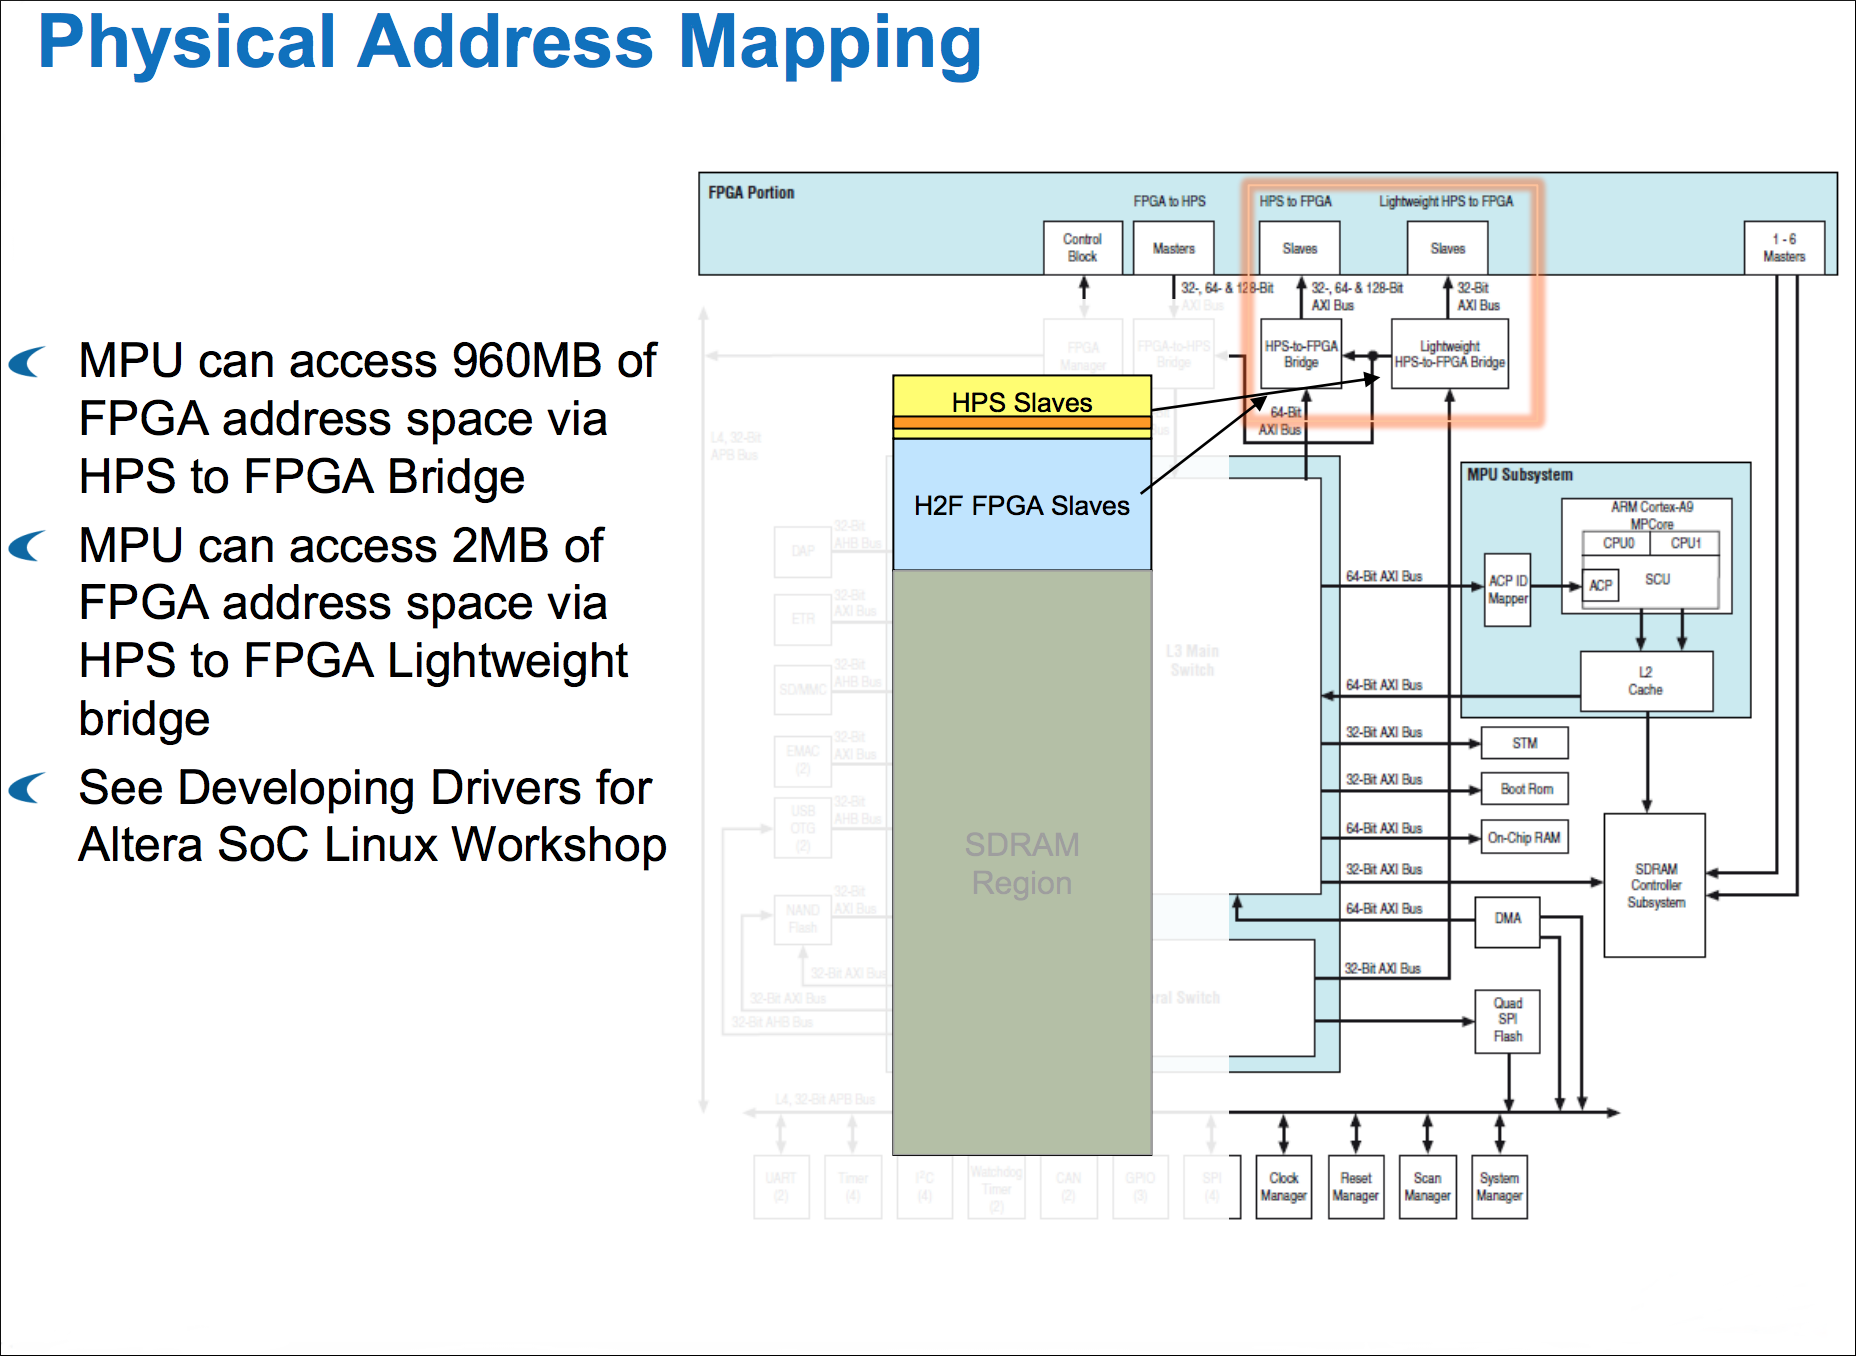 Physical Address Mapping
MPU can access 960MB of
FPGA address space via
HPS to FPGA Bridge
MPU can access 2MB of
FPGA address space via
HPS to FPGA Lightweight
bridge
See Developing Drivers for
Altera SoC Linux Workshop
FPGA Portion
FPGA to HPS
HPS to FPGA
Lightweight HPS to FPGA
Control
Block
Masters
Slaves
Slaves
1 - 6
Masters
32-, 64- & 128-Bit
AXI Bus
32-, 64- & 128-Bit
AXI Bus
32-Bit
AXI Bus
FPGA
Manager
FPGA-to-HPS
Bridge
HPS-to-FPGA
Bridge
Lightweight
HPS-to-FPGA Bridge
HPS Slaves
64-Bit
AXI Bus
Bus
L4, 32-Bit
APB Bus
H2F FPGA Slaves
MPU Subsystem
ARM Cortex-A9
MPCore
CPU0
CPU1
ACP
SCU
ACP ID
Mapper
64-Bit AXI Bus
L2
Cache
64-Bit AXI Bus
L3 Main
Switch
DAP
32-Bit
AHB Bus
ETR
32-Bit
AXI Bus
SD/MMC
32-Bit
AHB Bus
EMAC
(2)
32-Bit
AXI Bus
USB
OTG
(2)
32-Bit
AHB Bus
NAND
Flash
32-Bit
AXI Bus
32-Bit AXI Bus
32-Bit AXI Bus
32-Bit AHB Bus
SDRAM
Region
32-Bit AXI Bus
STM
32-Bit AXI Bus
Boot Rom
64-Bit AXI Bus
On-Chip RAM
32-Bit AXI Bus
SDRAM
Controller
Subsystem
64-Bit AXI Bus
DMA
32-Bit AXI Bus
ral Switch
Quad
SPI
Flash
L4, 32-Bit APB Bus
UART
(2)
Timer
(4)
I²C
(4)
Watchdog
Timer
(2)
CAN
(2)
GPIO
(3)
SPI
(4)
Clock
Manager
Reset
Manager
Scan
Manager
System
Manager